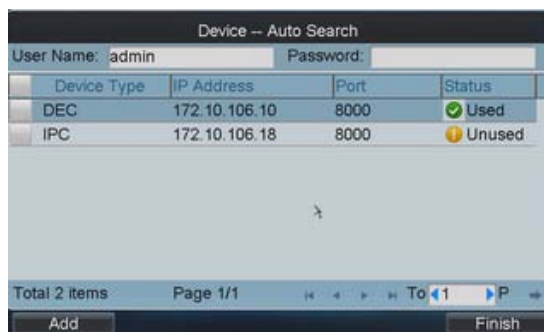 Device -- Auto Search
User Name: admin Password:
Device Type IP Address Port Status
DEC 172.10.106.10 8000 Used
IPC 172.10.106.18 8000 Unused
Total 2 items Page 1/1 To 1 P
Add Finish